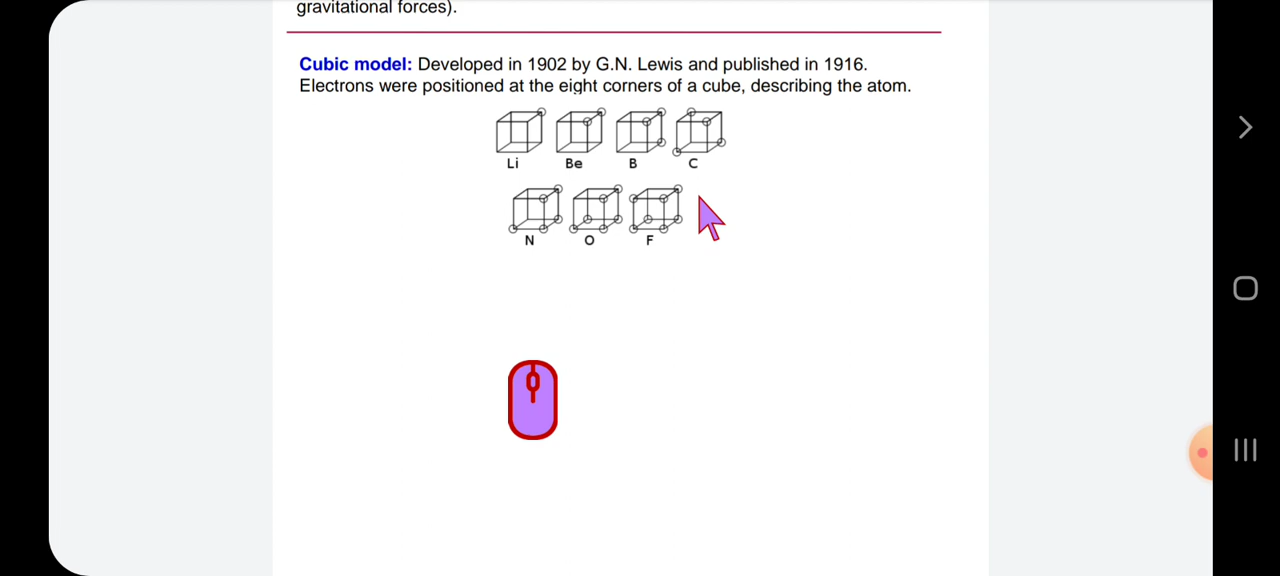 gravitational forces).
Cubic model: Developed in 1902 by G.N. Lewis and published in 1916.
Electrons were positioned at the eight corners of a cube, describing the atom.
Li Be B C
N O F